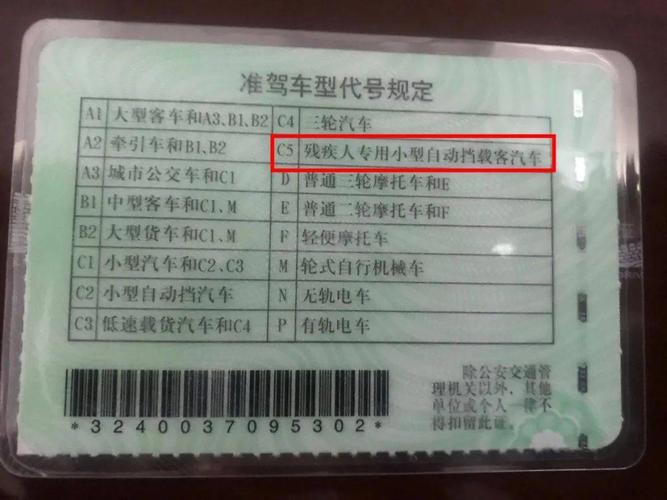 准驾车型代号规定
A1 大型客车和A3、B1、B2 C4 三轮汽车
A2 牵引车和B1、B2 C5 残疾人专用小型自动挡载客汽车
A3 城市公交车和C1 D 普通三轮摩托车和E
B1 中型客车和C1、M E 普通二轮摩托车和F
B2 大型货车和C1、M F 轻便摩托车
C1 小型汽车和C2、C3 M 轮式自行机械车
C2 小型自动挡汽车 N 无轨电车
C3 低速载货汽车和C4 P 有轨电车
除公安交通管
理机关以外，其他
单位或个人一律不
得扣留此证。
*3240037095302*